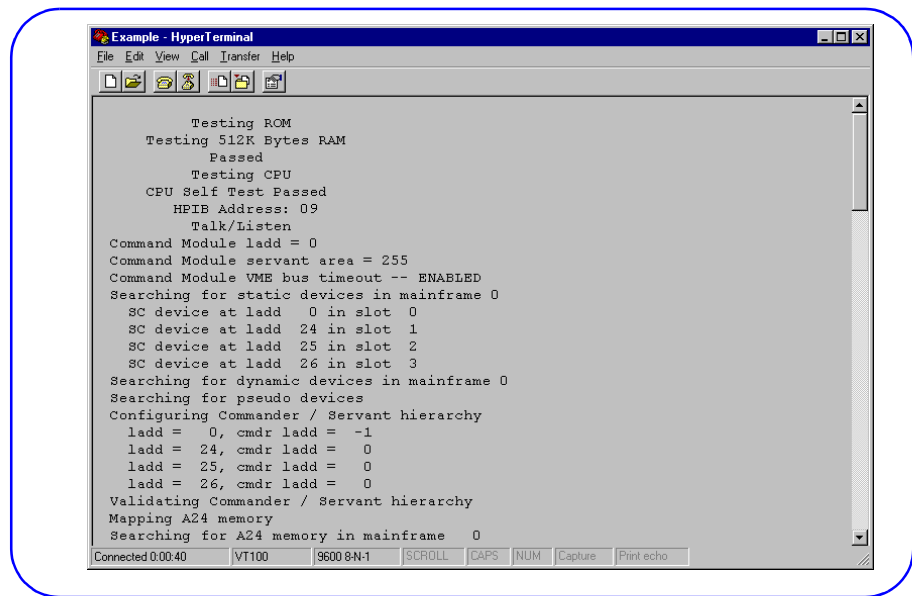 Example - HyperTerminal
File Edit View Call Transfer Help
Testing ROM
Testing 512K Bytes RAM
Passed
Testing CPU
CPU Self Test Passed
HPIB Address: 09
Talk/Listen
Command Module ladd = 0
Command Module servant area = 255
Command Module VME bus timeout -- ENABLED
Searching for static devices in mainframe 0
SC device at ladd   0 in slot  0
SC device at ladd  24 in slot  1
SC device at ladd  25 in slot  2
SC device at ladd  26 in slot  3
Searching for dynamic devices in mainframe 0
Searching for pseudo devices
Configuring Commander / Servant hierarchy
ladd =   0, cmdr ladd =  -1
ladd =  24, cmdr ladd =   0
ladd =  25, cmdr ladd =   0
ladd =  26, cmdr ladd =   0
Validating Commander / Servant hierarchy
Mapping A24 memory
Searching for A24 memory in mainframe   0
Connected 0:00:40 VT100 9600 8-N-1 SCROLL CAPS NUM Capture Print echo